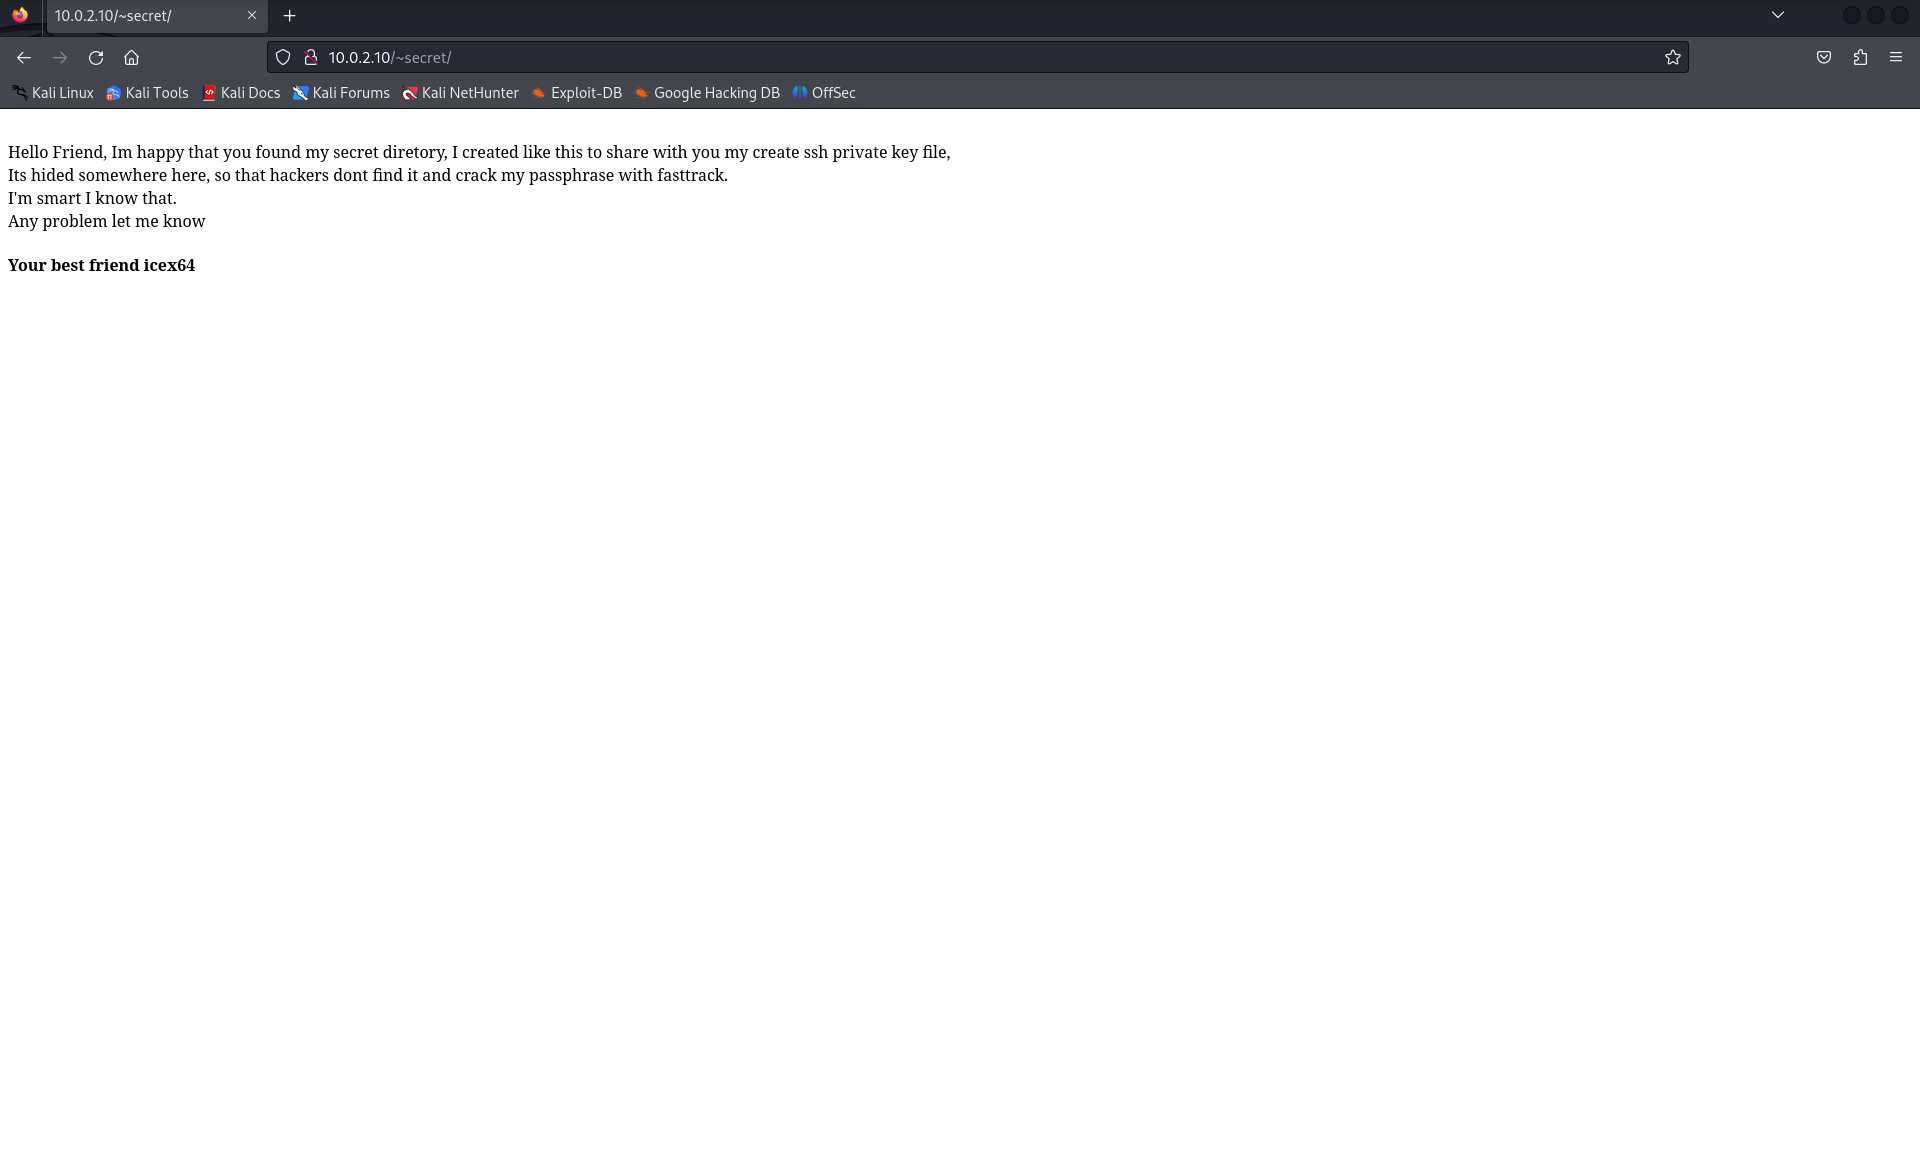 10.0.2.10/~secret/
10.0.2.10/~secret/
Kali Linux Kali Tools Kali Docs Kali Forums Kali NetHunter Exploit-DB Google Hacking DB OffSec
Hello Friend, Im happy that you found my secret diretory, I created like this to share with you my create ssh private key file,
Its hided somewhere here, so that hackers dont find it and crack my passphrase with fasttrack.
I'm smart I know that.
Any problem let me know
Your best friend icex64